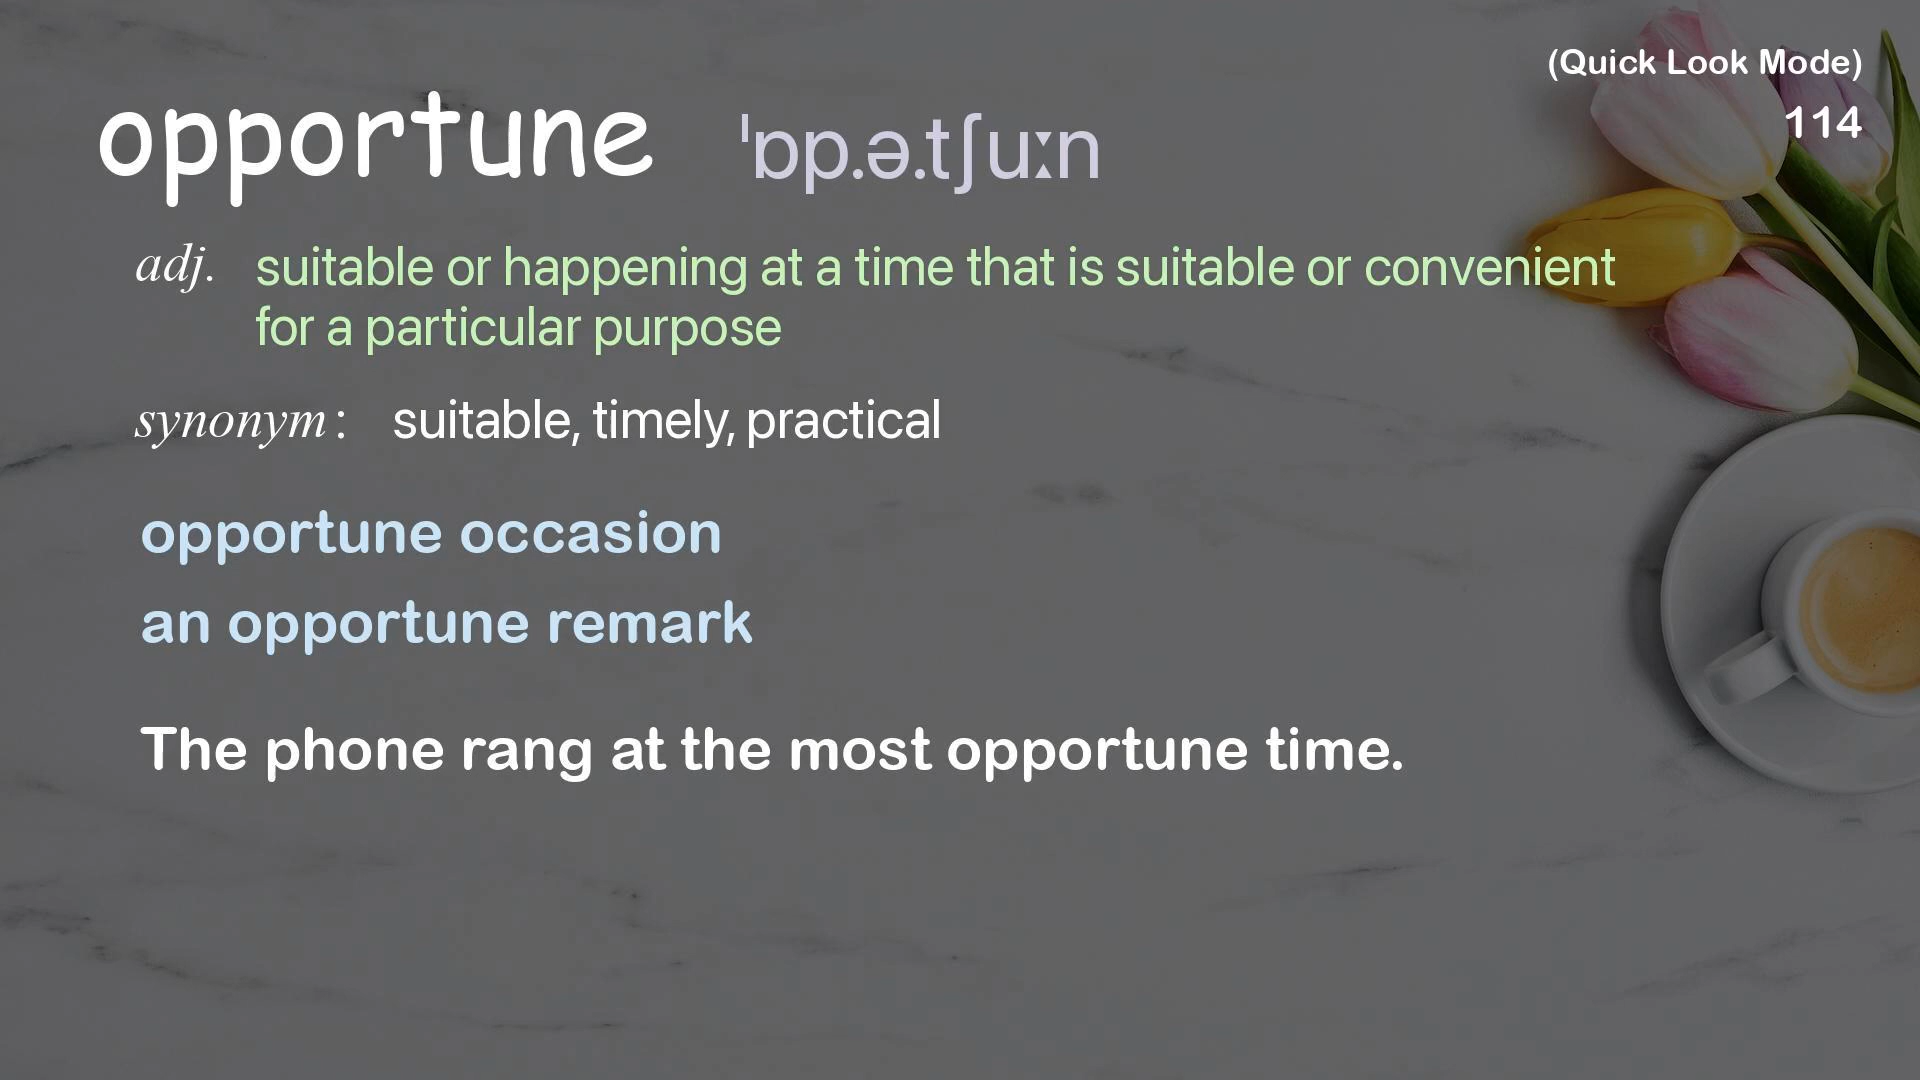 (Quick Look Mode)
114
opportune ˈɒp.ə.tʃuːn
adj. suitable or happening at a time that is suitable or convenient
for a particular purpose
synonym: suitable, timely, practical
opportune occasion
an opportune remark
The phone rang at the most opportune time.